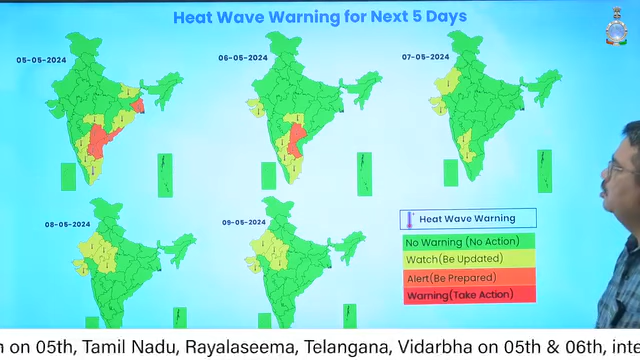 Heat Wave Warning for Next 5 Days
05-05-2024
06-05-2024
07-05-2024
08-05-2024
09-05-2024
Heat Wave Warning
No Warning (No Action)
Watch(Be Updated)
Alert(Be Prepared)
Warning(Take Action)
on 05th, Tamil Nadu, Rayalaseema, Telangana, Vidarbha on 05th & 06th,